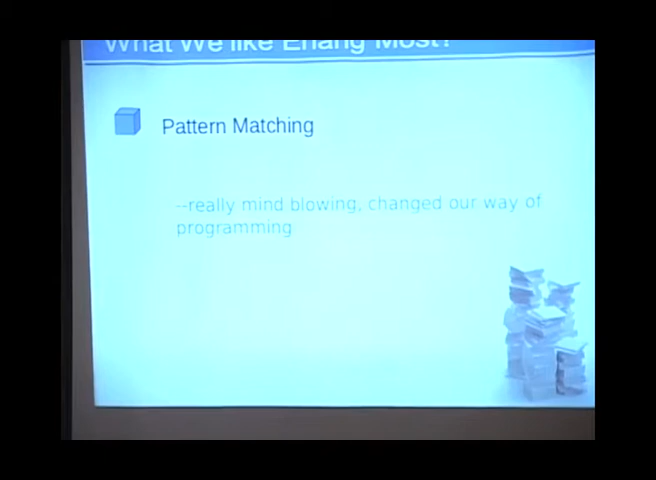 What We like Erlang Most?
Pattern Matching
--really mind blowing, changed our way of
programming